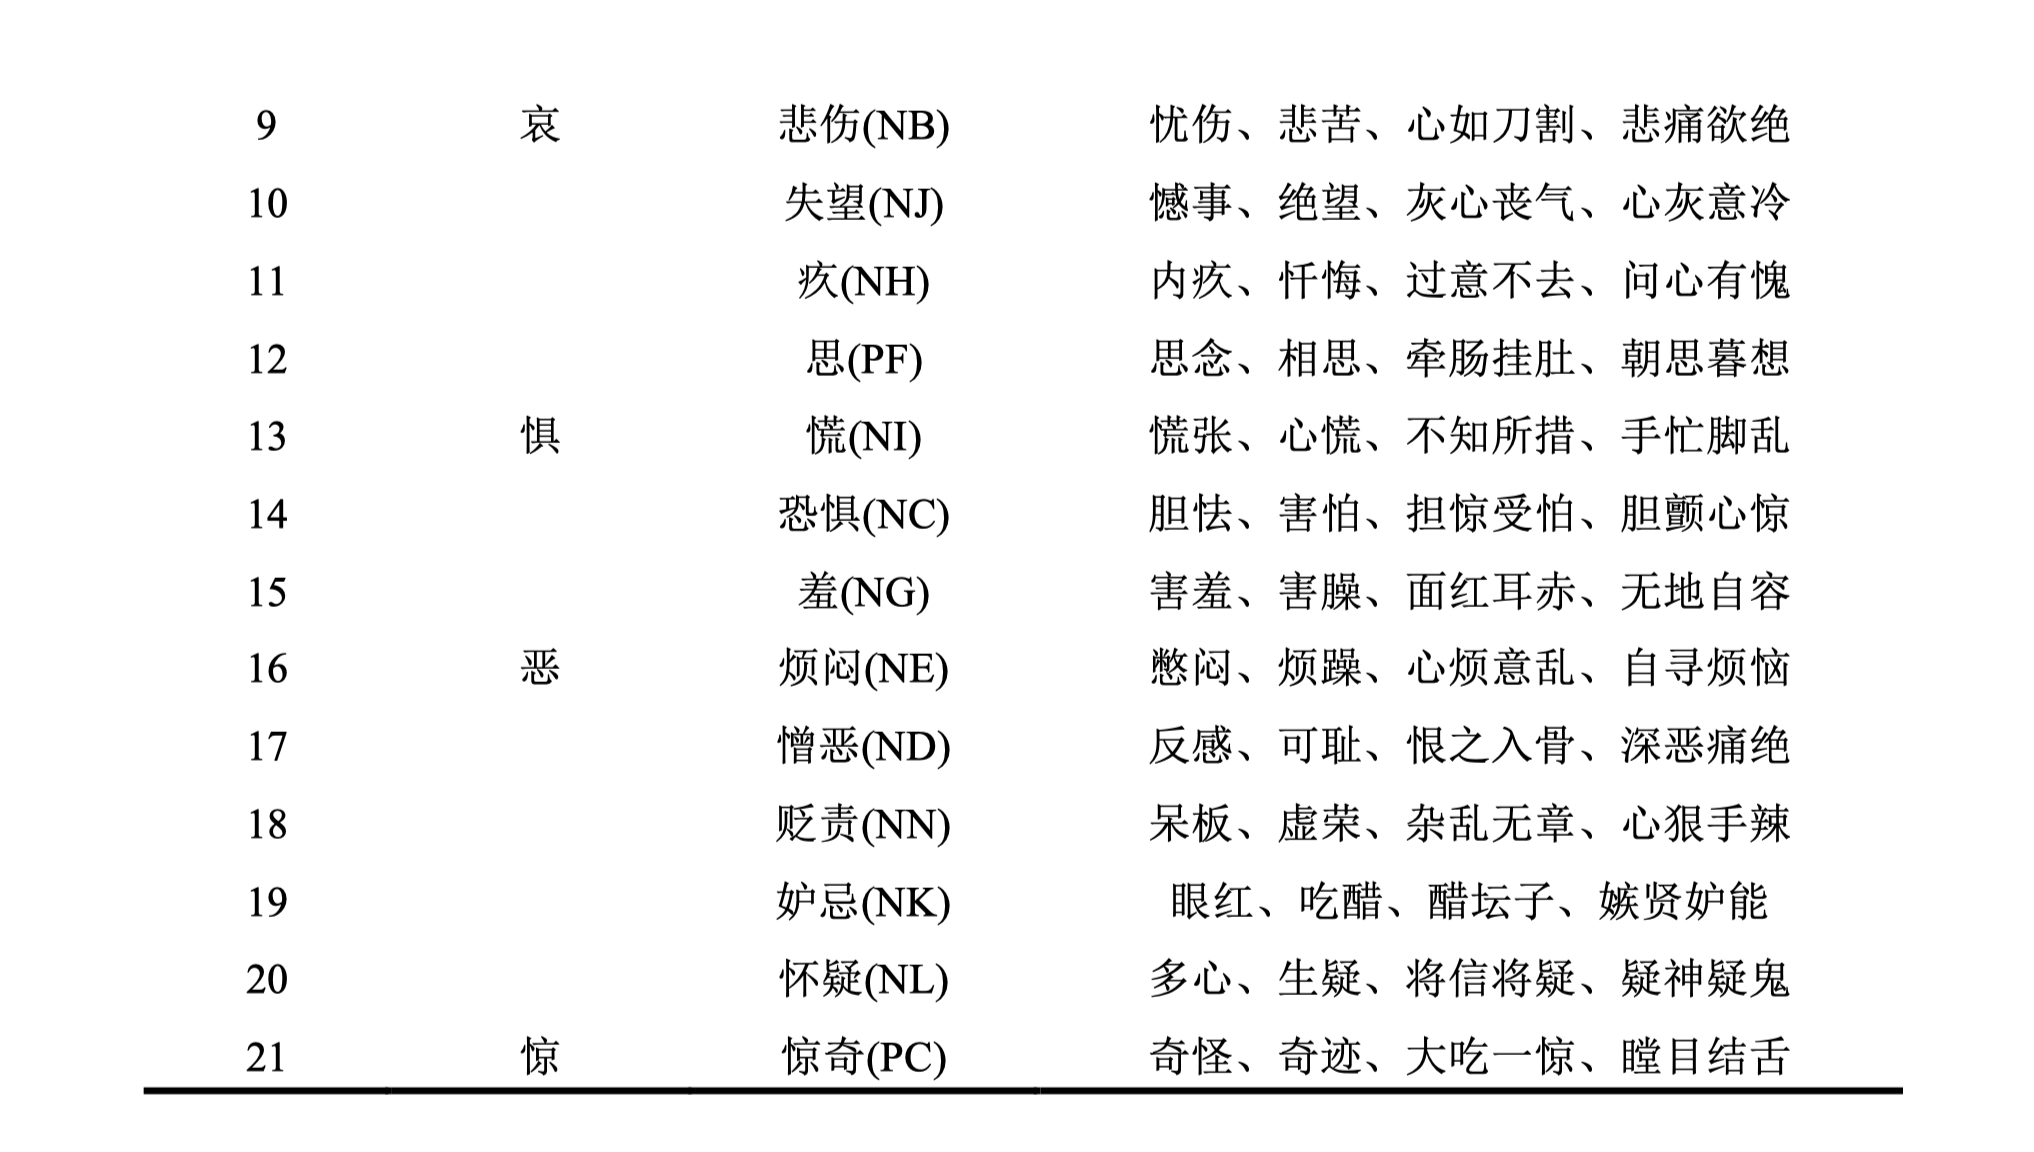 9 哀 悲伤(NB) 忧伤、悲苦、心如刀割、悲痛欲绝
10 失望(NJ) 憾事、绝望、灰心丧气、心灰意冷
11 疚(NH) 内疚、忏悔、过意不去、问心有愧
12 思(PF) 思念、相思、牵肠挂肚、朝思暮想
13 惧 慌(NI) 慌张、心慌、不知所措、手忙脚乱
14 恐惧(NC) 胆怯、害怕、担惊受怕、胆颤心惊
15 羞(NG) 害羞、害臊、面红耳赤、无地自容
16 恶 烦闷(NE) 憋闷、烦躁、心烦意乱、自寻烦恼
17 憎恶(ND) 反感、可耻、恨之入骨、深恶痛绝
18 贬责(NN) 呆板、虚荣、杂乱无章、心狠手辣
19 妒忌(NK) 眼红、吃醋、醋坛子、嫉贤妒能
20 怀疑(NL) 多心、生疑、将信将疑、疑神疑鬼
21 惊 惊奇(PC) 奇怪、奇迹、大吃一惊、瞠目结舌